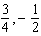 3/4, - 1/2